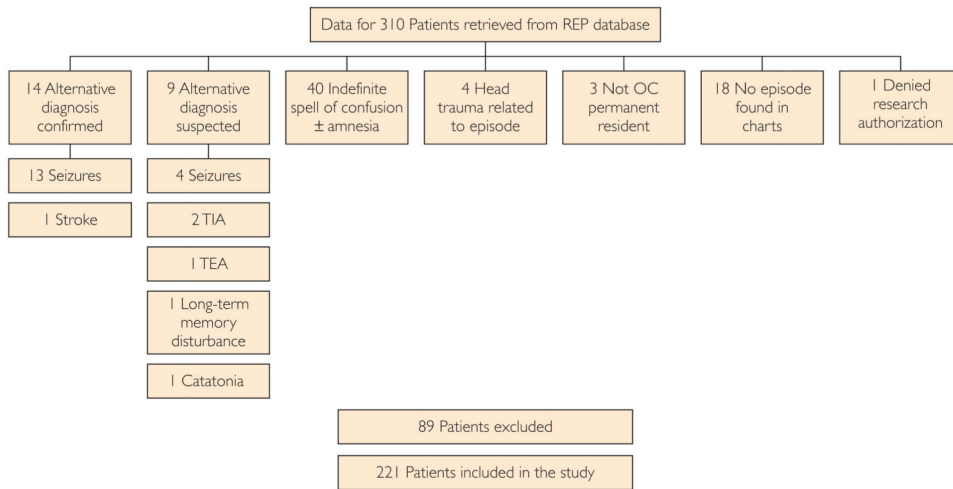 Data for 310 Patients retrieved from REP database
14 Alternative
diagnosis
confirmed
9 Alternative
diagnosis
suspected
40 Indefinite
spell of confusion
± amnesia
4 Head
trauma related
to episode
3 Not OC
permanent
resident
18 No episode
found in
charts
1 Denied
research
authorization
13 Seizures
4 Seizures
1 Stroke
2 TIA
1 TEA
1 Long-term
memory
disturbance
1 Catatonia
89 Patients excluded
221 Patients included in the study